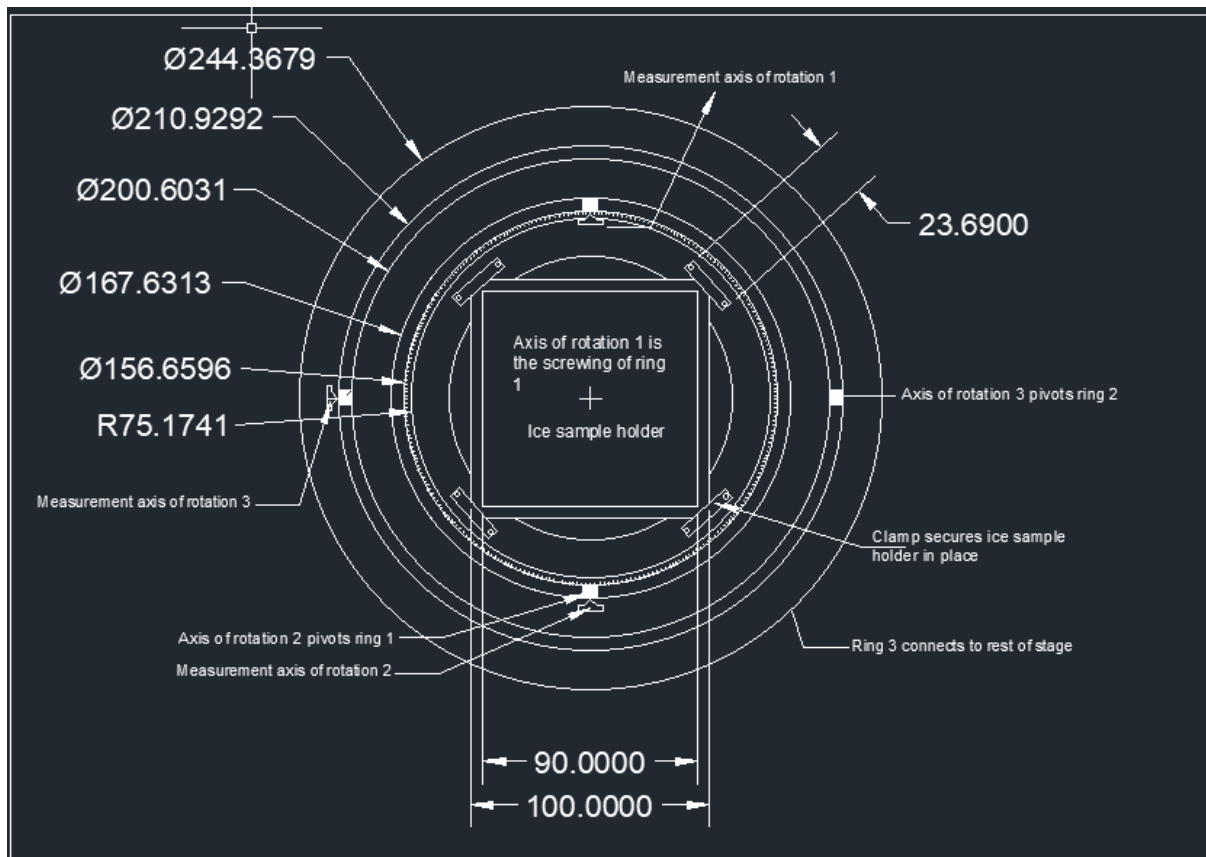 Ø244.3679
Measurement axis of rotation 1
Ø210.9292
Ø200.6031
23.6900
Ø167.6313
Axis of rotation 1 is
the screwing of ring
1
Ø156.6596
Axis of rotation 3 pivots ring 2
R75.1741
Ice sample holder
Measurement axis of rotation 3
Clamp secures ice sample
holder in place
Axis of rotation 2 pivots ring 1
Ring 3 connects to rest of stage
Measurement axis of rotation 2
90.0000
100.0000